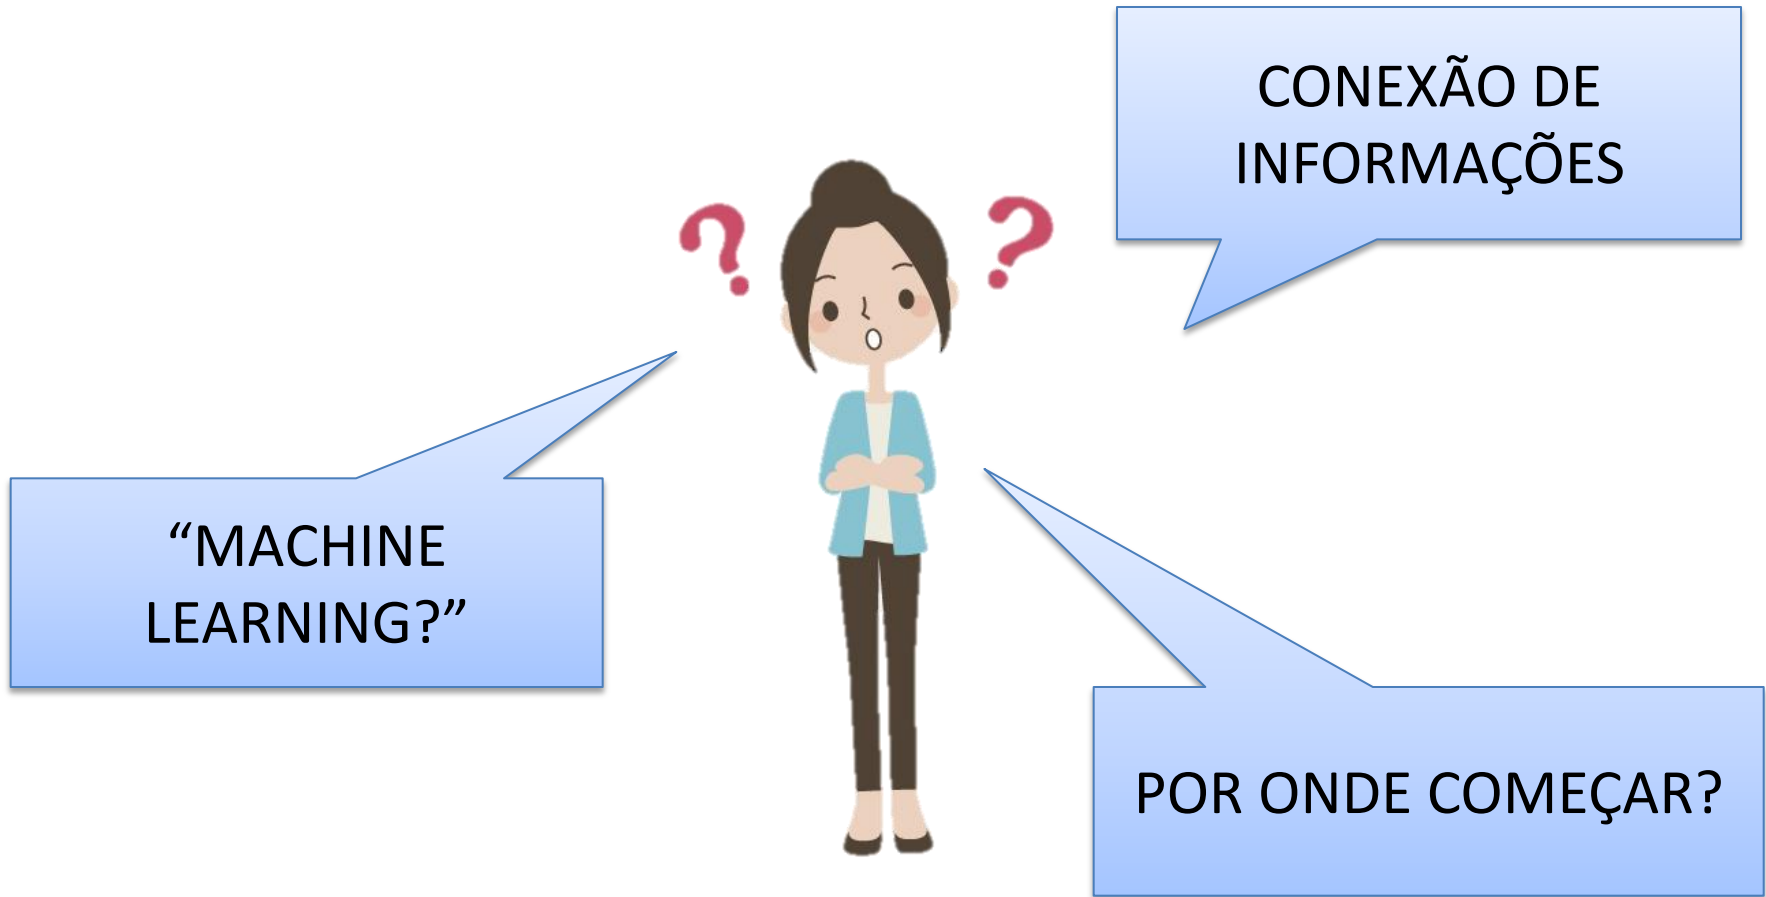 CONEXÃO DE
INFORMAÇÕES
“MACHINE
LEARNING?”
POR ONDE COMEÇAR?